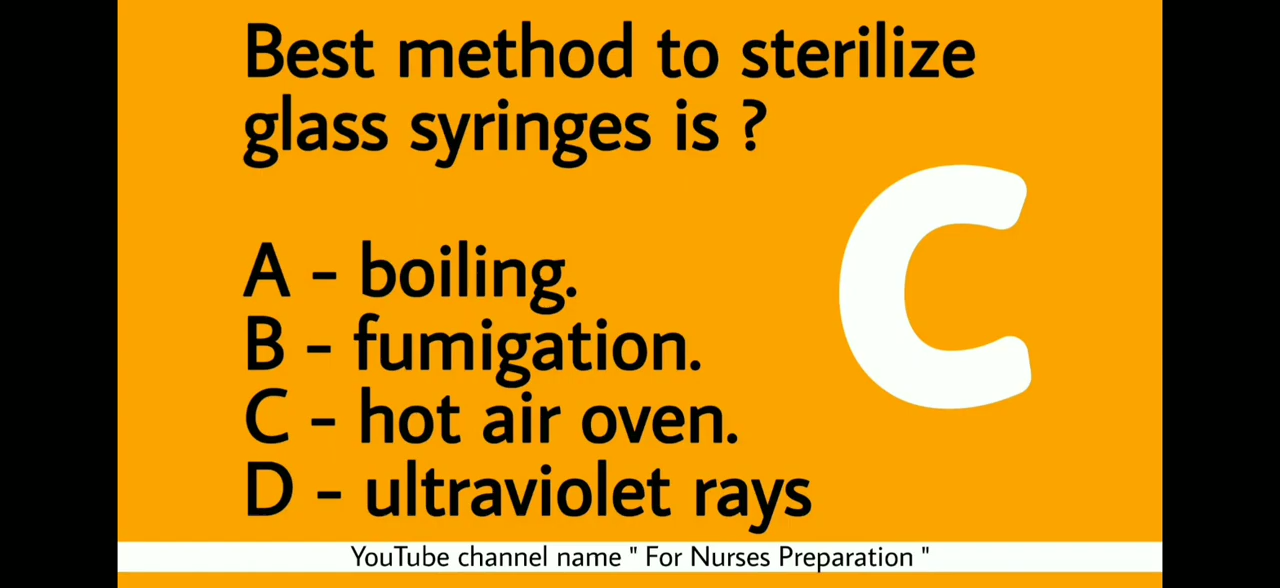 Best method to sterilize
glass syringes is ?
A - boiling.
B - fumigation.
C - hot air oven.
D - ultraviolet rays
C
YouTube channel name " For Nurses Preparation "